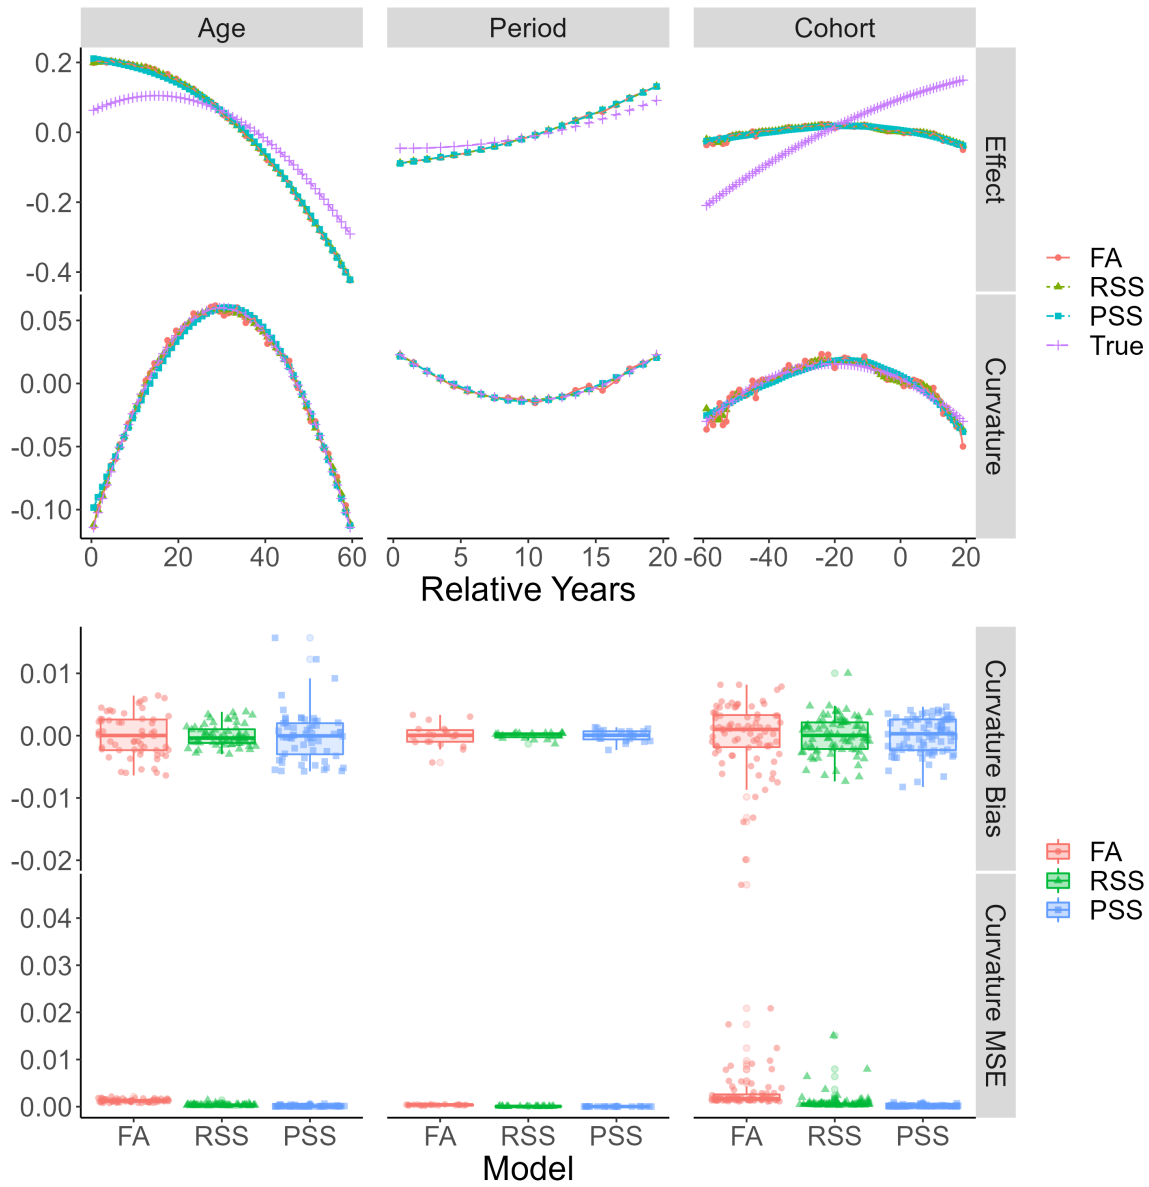 Age Period Cohort
0.2
0.0
-0.2
-0.4
Effect
0.05
0.00
-0.05
-0.10
Curvature
0 20 40 60 0 5 10 15 20 -60 -40 -20 0 20
Relative Years
FA
RSS
PSS
True
0.01
0.00
-0.01
-0.02
Curvature Bias
0.04
0.03
0.02
0.01
0.00
Curvature MSE
FA RSS PSS FA RSS PSS FA RSS PSS
Model
FA
RSS
PSS